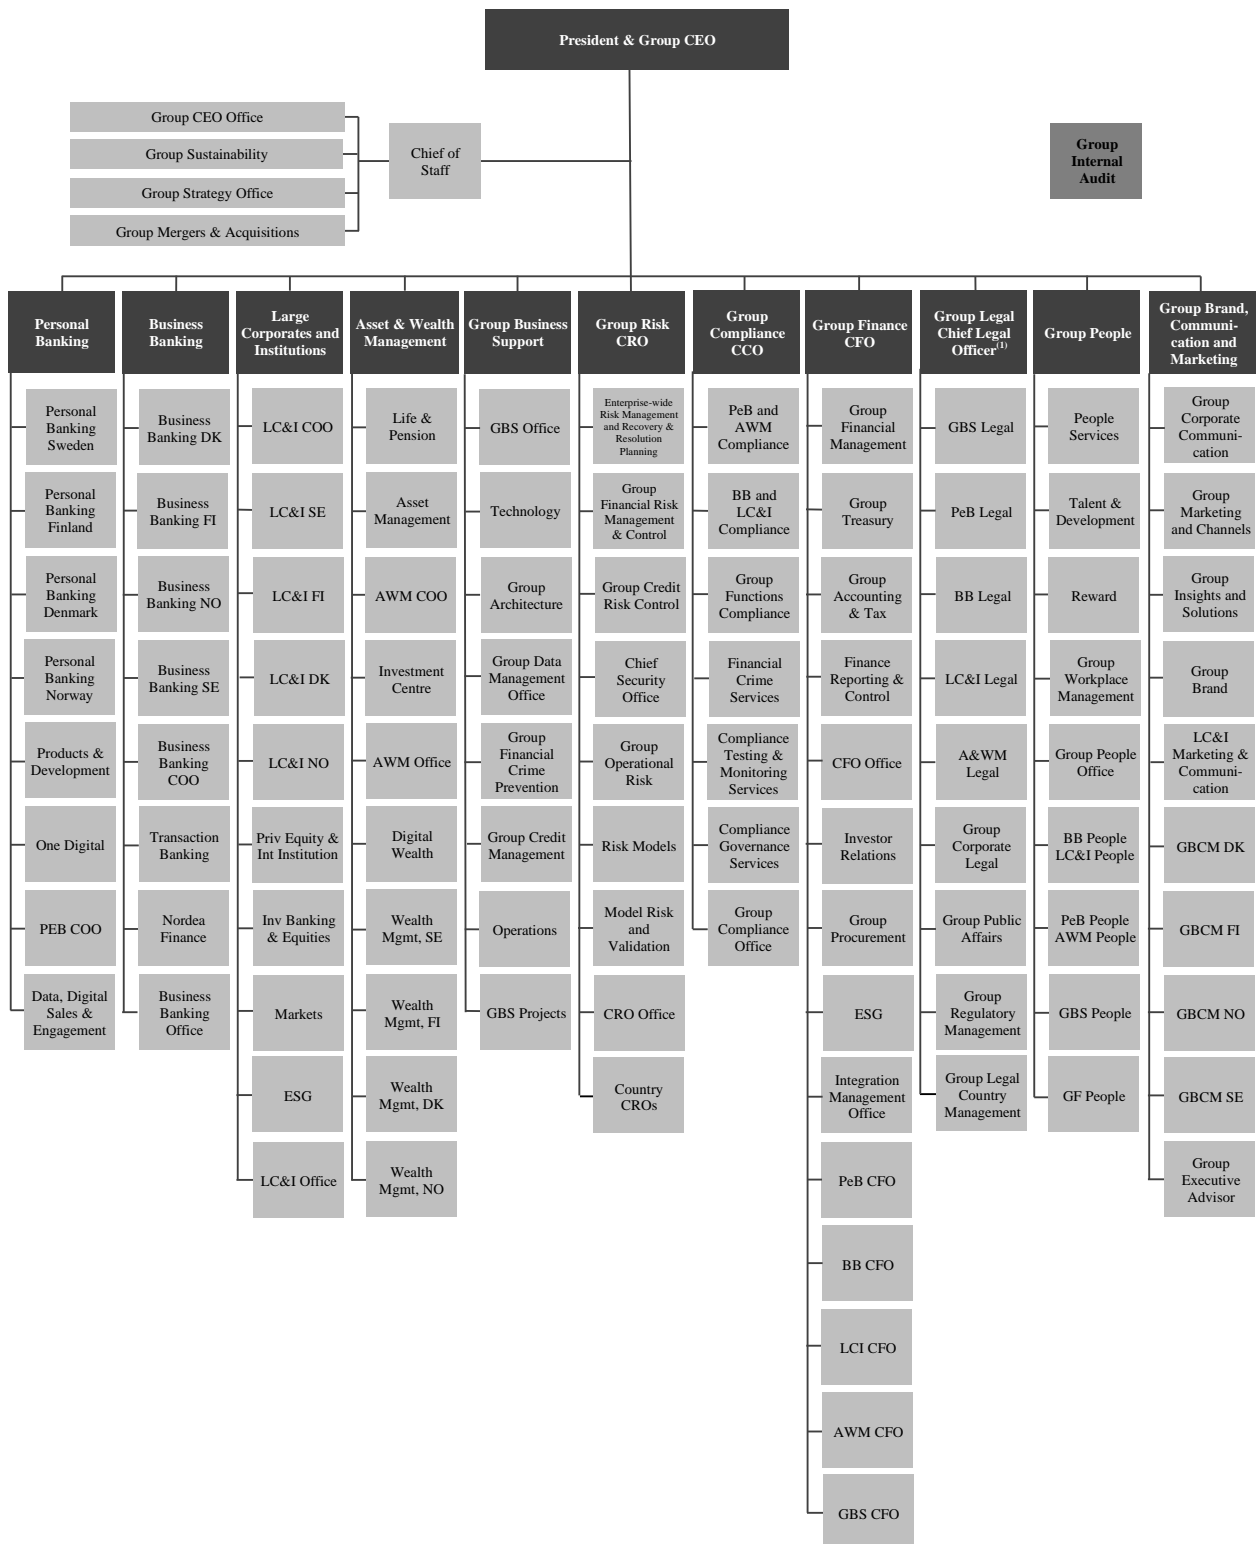 President & Group CEO
Group CEO Office
Group Sustainability
Group Strategy Office
Group Mergers & Acquisitions
Chief of
Staff
Group
Internal
Audit
Personal
Banking
Personal
Banking
Sweden
Personal
Banking
Finland
Personal
Banking
Denmark
Personal
Banking
Norway
Products &
Development
One Digital
PEB COO
Data, Digital
Sales &
Engagement
Business
Banking
Business
Banking DK
Business
Banking FI
Business
Banking NO
Business
Banking SE
Business
Banking
COO
Transaction
Banking
Nordea
Finance
Business
Banking
Office
Large
Corporates and
Institutions
LC&I COO
LC&I SE
LC&I FI
LC&I DK
LC&I NO
Priv Equity &
Int Institution
Inv Banking
& Equities
Markets
ESG
LC&I Office
Asset & Wealth
Management
Life &
Pension
Asset
Management
AWM COO
Investment
Centre
AWM Office
Digital
Wealth
Wealth
Mgmt, SE
Wealth
Mgmt, FI
Wealth
Mgmt, DK
Wealth
Mgmt, NO
Group Business
Support
GBS Office
Technology
Group
Architecture
Group Data
Management
Office
Group
Financial
Crime
Prevention
Group Credit
Management
Operations
GBS Projects
Group Risk
CRO
Enterprise-wide
Risk Management
and Recovery &
Resolution
Planning
Group
Financial Risk
Management
& Control
Group Credit
Risk Control
Chief
Security
Office
Group
Operational
Risk
Risk Models
Model Risk
and
Validation
CRO Office
Country
CROs
Group
Compliance
CCO
PeB and
AWM
Compliance
BB and
LC&I
Compliance
Group
Functions
Compliance
Financial
Crime
Services
Compliance
Testing &
Monitoring
Services
Compliance
Governance
Services
Group
Compliance
Office
Group Finance
CFO
Group
Financial
Management
Group
Treasury
Group
Accounting
& Tax
Finance
Reporting &
Control
CFO Office
Investor
Relations
Group
Procurement
ESG
Integration
Management
Office
PeB CFO
BB CFO
LCI CFO
AWM CFO
GBS CFO
Group Legal
Chief Legal
Officer(1)
GBS Legal
PeB Legal
BB Legal
LC&I Legal
A&WM
Legal
Group
Corporate
Legal
Group Public
Affairs
Group
Regulatory
Management
Group Legal
Country
Management
Group People
People
Services
Talent &
Development
Reward
Group
Workplace
Management
Group People
Office
BB People
LC&I People
PeB People
AWM People
GBS People
GF People
Group Brand,
Communi-
cation and
Marketing
Group
Corporate
Communi-
cation
Group
Marketing
and Channels
Group
Insights and
Solutions
Group
Brand
LC&I
Marketing &
Communi-
cation
GBCM DK
GBCM FI
GBCM NO
GBCM SE
Group
Executive
Advisor